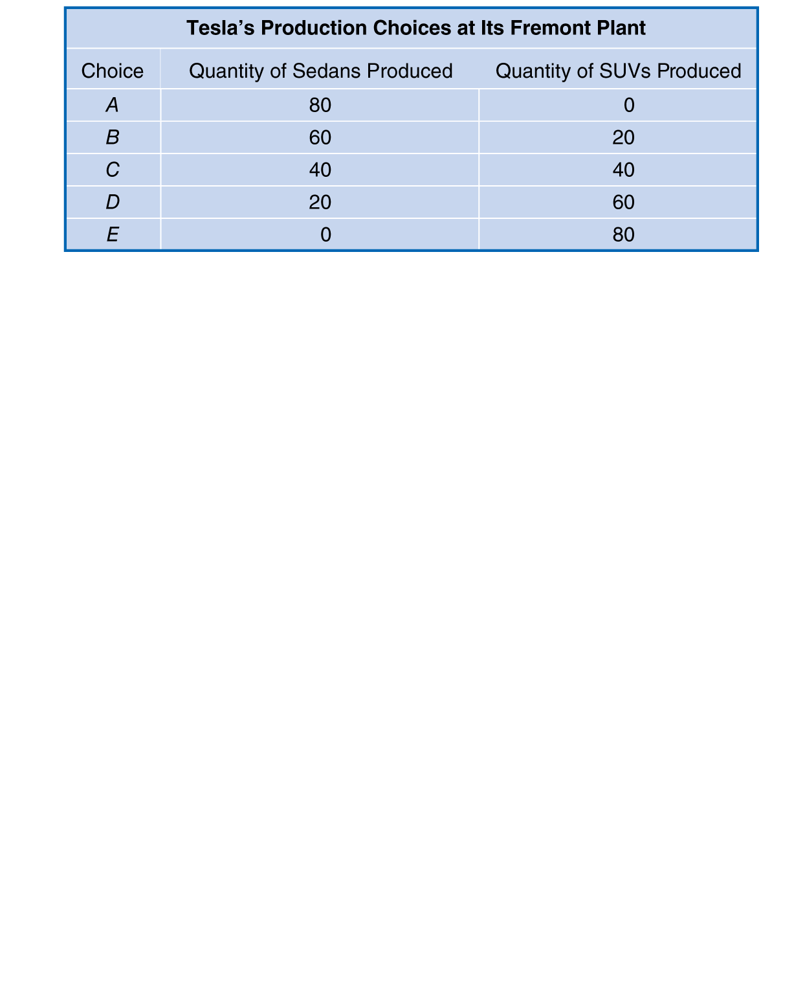 Tesla’s Production Choices at Its Fremont Plant
Choice Quantity of Sedans Produced Quantity of SUVs Produced
A 80 0
B 60 20
C 40 40
D 20 60
E 0 80